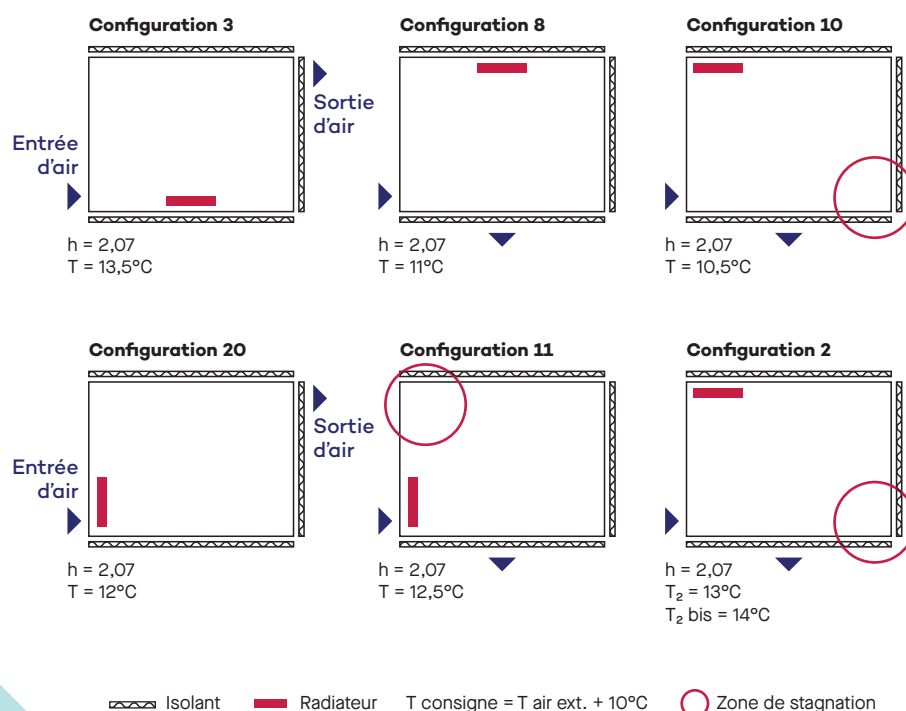 Configuration 3
Entrée
d'air
Sortie
d'air
h = 2,07
T = 13,5°C
Configuration 8
h = 2,07
T = 11°C
Configuration 10
h = 2,07
T = 10,5°C
Configuration 20
Entrée
d'air
Sortie
d'air
h = 2,07
T = 12°C
Configuration 11
h = 2,07
T = 12,5°C
Configuration 2
h = 2,07
T₂ = 13°C
T₂ bis = 14°C
Isolant Radiateur T consigne = T air ext. + 10°C Zone de stagnation